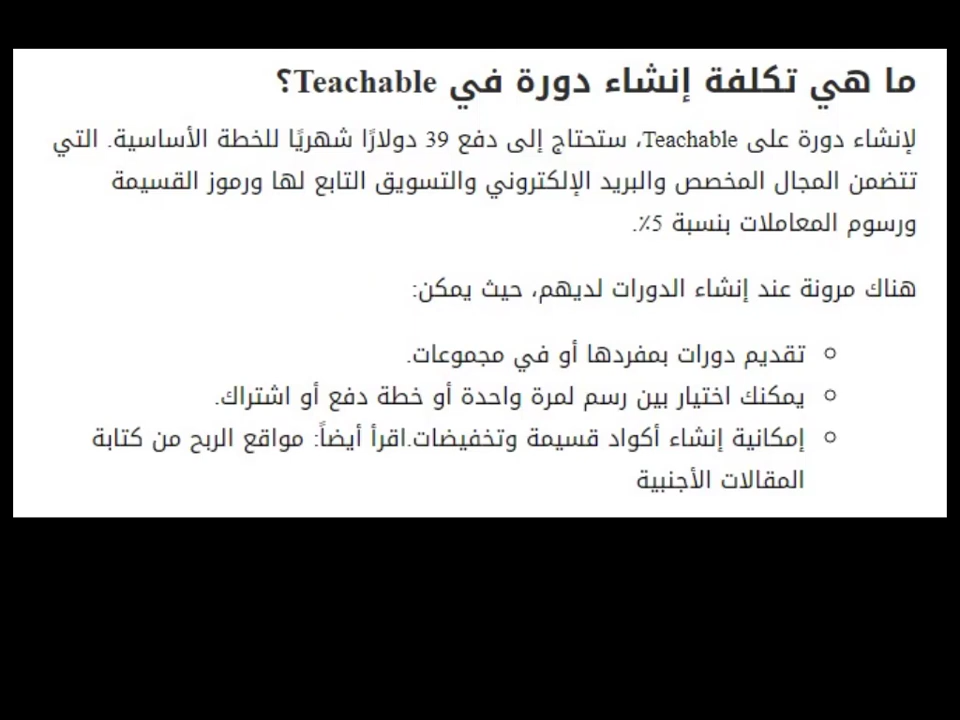 ما هي تكلفة إنشاء دورة في Teachable؟
لإنشاء دورة على Teachable، ستحتاج إلى دفع 39 دولارًا شهريًا للخطة الأساسية. التي
تتضمن المجال المخصص والبريد الإلكتروني والتسويق التابع لها ورموز القسيمة
ورسوم المعاملات بنسبة 5٪.
هناك مرونة عند إنشاء الدورات لديهم، حيث يمكن:
تقديم دورات بمفردها أو في مجموعات.
يمكنك اختيار بين رسم لمرة واحدة أو خطة دفع أو اشتراك.
إمكانية إنشاء أكواد قسيمة وتخفيضات.اقرأ أيضاً: مواقع الربح من كتابة
المقالات الأجنبية